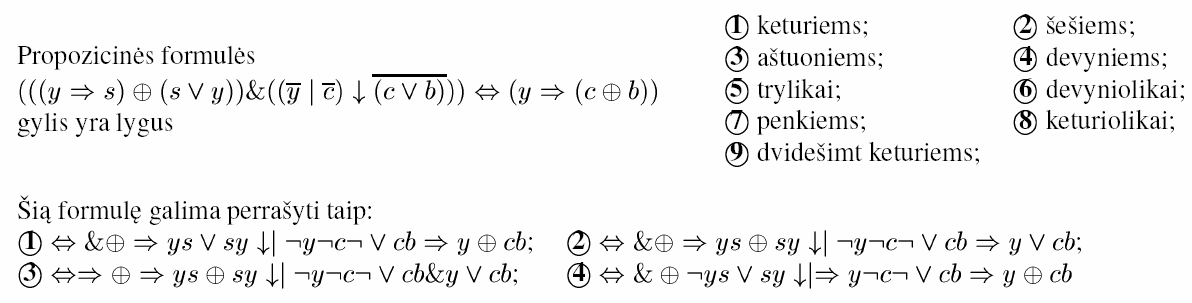 Propozicinės formulės
(((y ⇒ s) ⊕ (s ∨ y))&((y̅ | c̅) ↓ \overline{(c ∨ b)})) ⇔ (y ⇒ (c ⊕ b))
gylis yra lygus
① keturiems; ② šešiems;
③ aštuoniems; ④ devyniems;
⑤ trylikai; ⑥ devyniolikai;
⑦ penkiems; ⑧ keturiolikai;
⑨ dvidešimt keturiems;
Šią formulę galima perrašyti taip:
① ⇔ &⊕ ⇒ ys ∨ sy ↓| ¬y¬c¬ ∨ cb ⇒ y ⊕ cb; ② ⇔ &⊕ ⇒ ys ⊕ sy ↓| ¬y¬c¬ ∨ cb ⇒ y ∨ cb;
③ ⇔⇒ ⊕ ⇒ ys ⊕ sy ↓| ¬y¬c¬ ∨ cb&y ∨ cb; ④ ⇔ & ⊕ ¬ys ∨ sy ↓|⇒ y¬c¬ ∨ cb ⇒ y ⊕ cb